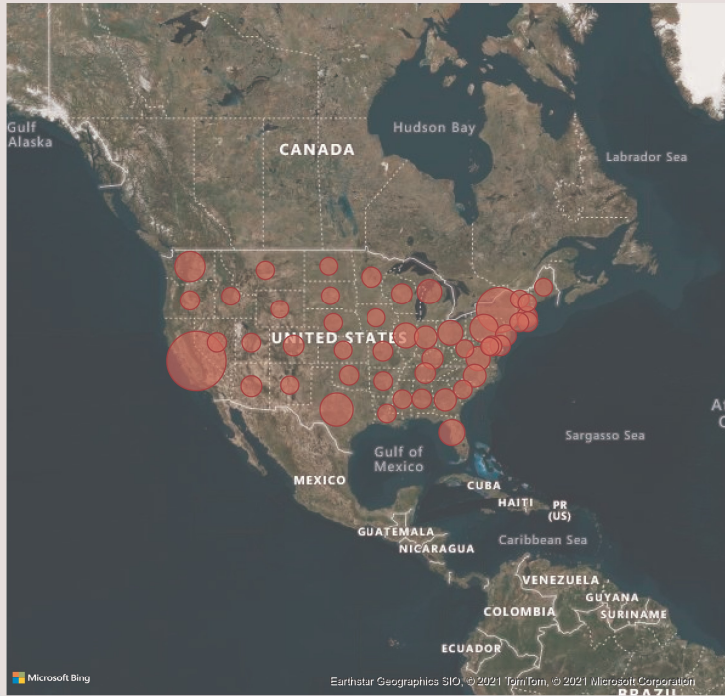 Gulf
Alaska
Hudson Bay
CANADA
Labrador Sea
UNITED STATES
Sargasso Sea
Gulf of
Mexico
MEXICO
CUBA
HAITI
PR
(US)
GUATEMALA
NICARAGUA
Caribbean Sea
VENEZUELA
GUYANA
COLOMBIA
SURINAME
ECUADOR
Microsoft Bing
Earthstar Geographics SIO, © 2021 TomTom, © 2021 Microsoft Corporation